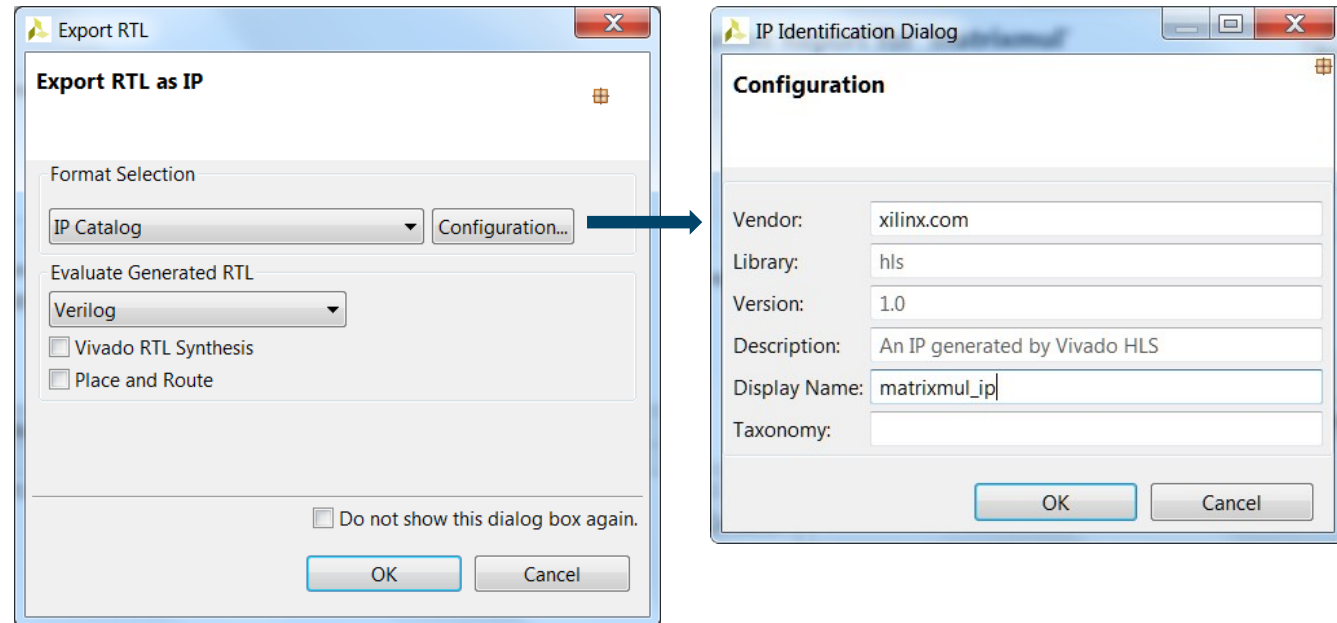 Export RTL
Export RTL as IP
Format Selection
IP Catalog
Configuration...
Evaluate Generated RTL
Verilog
Vivado RTL Synthesis
Place and Route
Do not show this dialog box again.
OK
Cancel
IP Identification Dialog
Configuration
Vendor: xilinx.com
Library: hls
Version: 1.0
Description: An IP generated by Vivado HLS
Display Name: matrixmul_ip
Taxonomy:
OK
Cancel